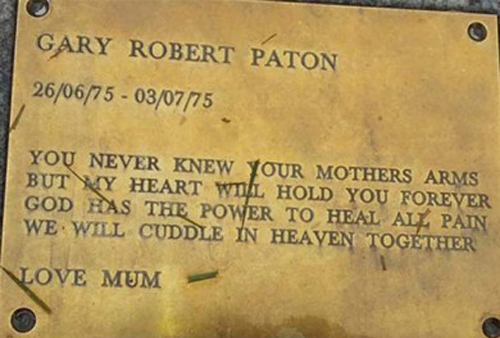 GARY ROBERT PATON
26/06/75 - 03/07/75
YOU NEVER KNEW YOUR MOTHERS ARMS
BUT MY HEART WILL HOLD YOU FOREVER
GOD HAS THE POWER TO HEAL ALL PAIN
WE WILL CUDDLE IN HEAVEN TOGETHER
LOVE MUM